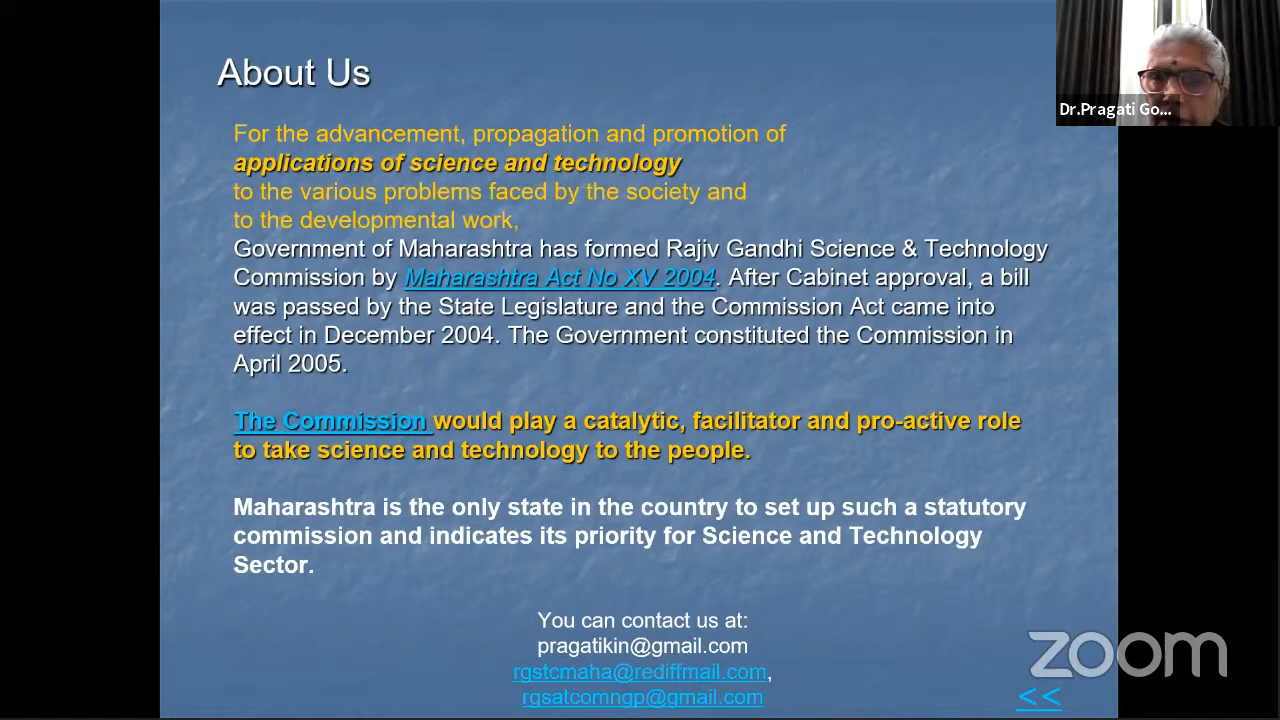 About Us
For the advancement, propagation and promotion of
applications of science and technology
to the various problems faced by the society and
to the developmental work,
Government of Maharashtra has formed Rajiv Gandhi Science & Technology
Commission by Maharashtra Act No XV 2004. After Cabinet approval, a bill
was passed by the State Legislature and the Commission Act came into
effect in December 2004. The Government constituted the Commission in
April 2005.
The Commission would play a catalytic, facilitator and pro-active role
to take science and technology to the people.
Maharashtra is the only state in the country to set up such a statutory
commission and indicates its priority for Science and Technology
Sector.
You can contact us at:
pragatikin@gmail.com
rgstcmaha@rediffmail.com,
rgsatcomngp@gmail.com
<<
Dr.Pragati Go...
zoom